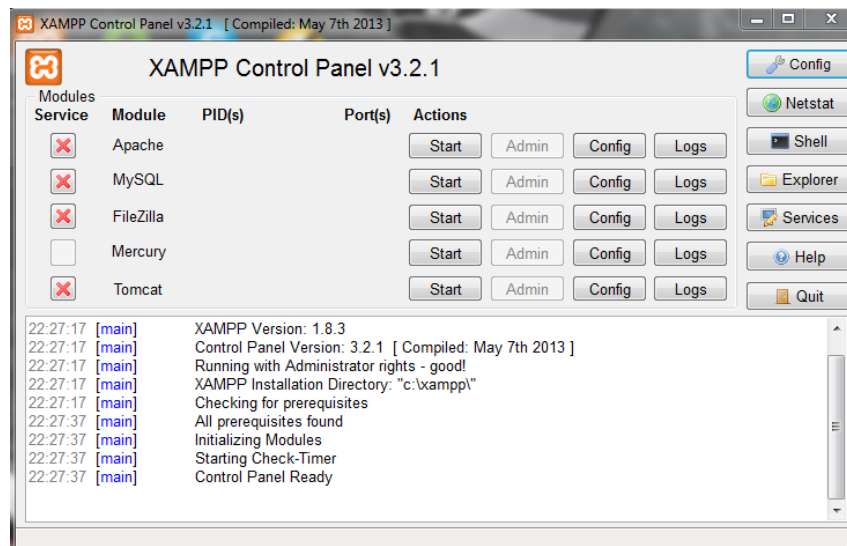 XAMPP Control Panel v3.2.1 [ Compiled: May 7th 2013 ]
XAMPP Control Panel v3.2.1
Config
Modules
Netstat
Service Module PID(s) Port(s) Actions
Apache Start Admin Config Logs
Shell
MySQL Start Admin Config Logs
Explorer
FileZilla Start Admin Config Logs
Services
Mercury Start Admin Config Logs
Help
Tomcat Start Admin Config Logs
Quit
22:27:17 [main] XAMPP Version: 1.8.3
22:27:17 [main] Control Panel Version: 3.2.1 [ Compiled: May 7th 2013 ]
22:27:17 [main] Running with Administrator rights - good!
22:27:17 [main] XAMPP Installation Directory: "c:\xampp\"
22:27:17 [main] Checking for prerequisites
22:27:37 [main] All prerequisites found
22:27:37 [main] Initializing Modules
22:27:37 [main] Starting Check-Timer
22:27:37 [main] Control Panel Ready